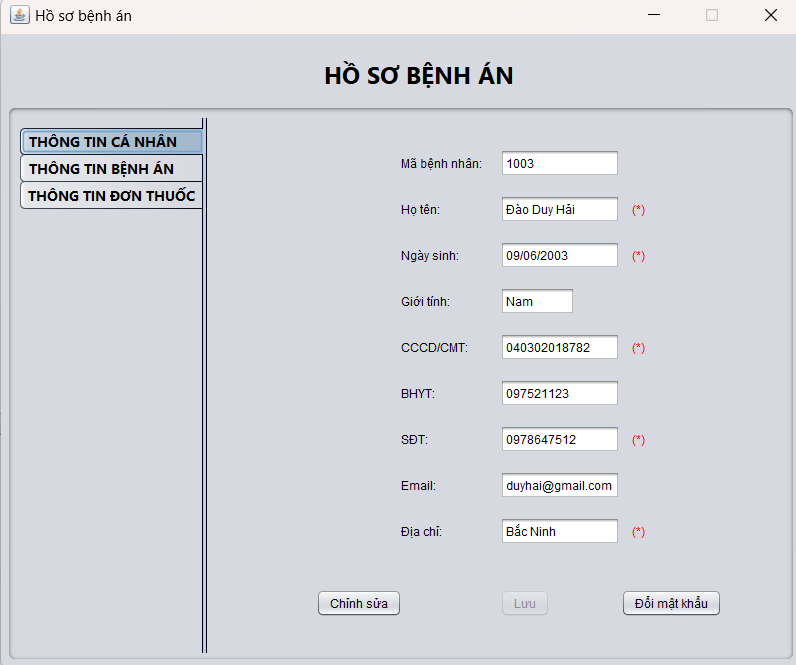 Hồ sơ bệnh án
HỒ SƠ BỆNH ÁN
THÔNG TIN CÁ NHÂN
THÔNG TIN BỆNH ÁN
THÔNG TIN ĐƠN THUỐC
Mã bệnh nhân: 1003
Họ tên: Đào Duy Hải (*)
Ngày sinh: 09/06/2003 (*)
Giới tính: Nam
CCCD/CMT: 040302018782 (*)
BHYT: 097521123
SĐT: 0978647512 (*)
Email: duyhai@gmail.com
Địa chỉ: Bắc Ninh (*)
Chỉnh sửa Lưu Đổi mật khẩu